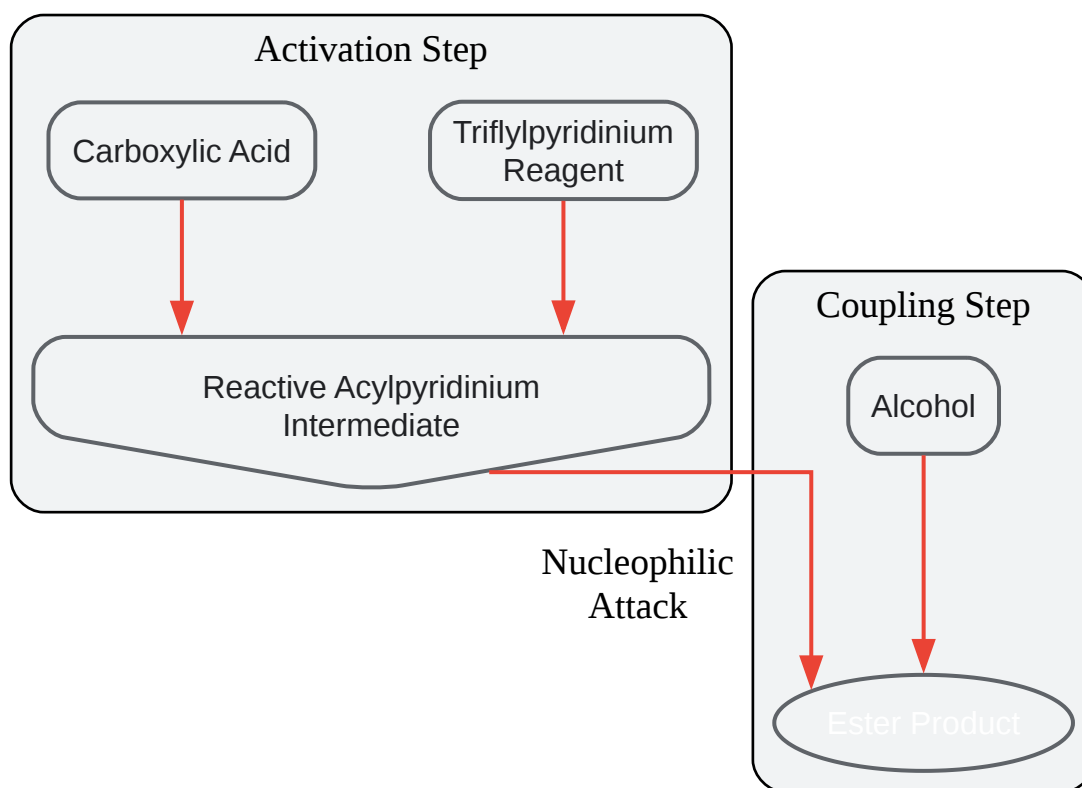 Activation Step
Carboxylic Acid
Triflylpyridinium
Reagent
Reactive Acylpyridinium
Intermediate
Coupling Step
Alcohol
Nucleophilic
Attack
Ester Product